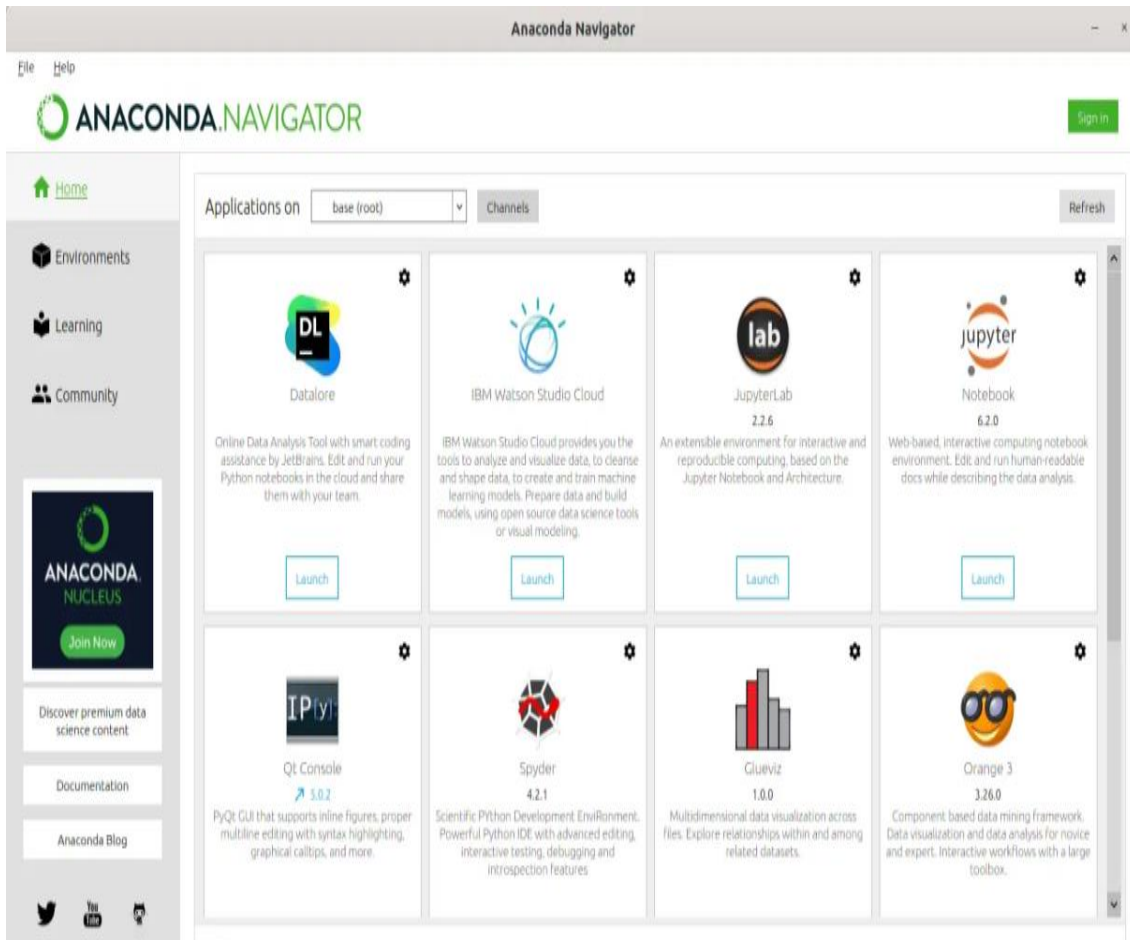 Anaconda Navigator
File Help
ANACONDA.NAVIGATOR
Sign in
Home
Environments
Learning
Community
ANACONDA.
NUCLEUS
Join Now
Discover premium data
science content
Documentation
Anaconda Blog
You
Tube
Applications on
base (root)
Channels
Refresh
DL
Datalore
Online Data Analysis Tool with smart coding
assistance by JetBrains. Edit and run your
Python notebooks in the cloud and share
them with your team.
Launch
IBM Watson Studio Cloud
IBM Watson Studio Cloud provides you the
tools to analyze and visualize data, to cleanse
and shape data, to create and train machine
learning models. Prepare data and build
models, using open source data science tools
or visual modeling.
Launch
lab
JupyterLab
2.2.6
An extensible environment for interactive and
reproducible computing, based on the
Jupyter Notebook and Architecture.
Launch
jupyter
Notebook
6.2.0
Web-based, interactive computing notebook
environment. Edit and run human-readable
docs while describing the data analysis.
Launch
IP[y]:
Qt Console
5.0.2
PyQt GUI that supports inline figures, proper
multiline editing with syntax highlighting,
graphical calltips, and more.
Spyder
4.2.1
Scientific PYthon Development EnviRonment.
Powerful Python IDE with advanced editing,
interactive testing, debugging and
introspection features
Glueviz
1.0.0
Multidimensional data visualization across
files. Explore relationships within and among
related datasets.
Orange 3
3.26.0
Component based data mining framework.
Data visualization and data analysis for novice
and expert. Interactive workflows with a large
toolbox.